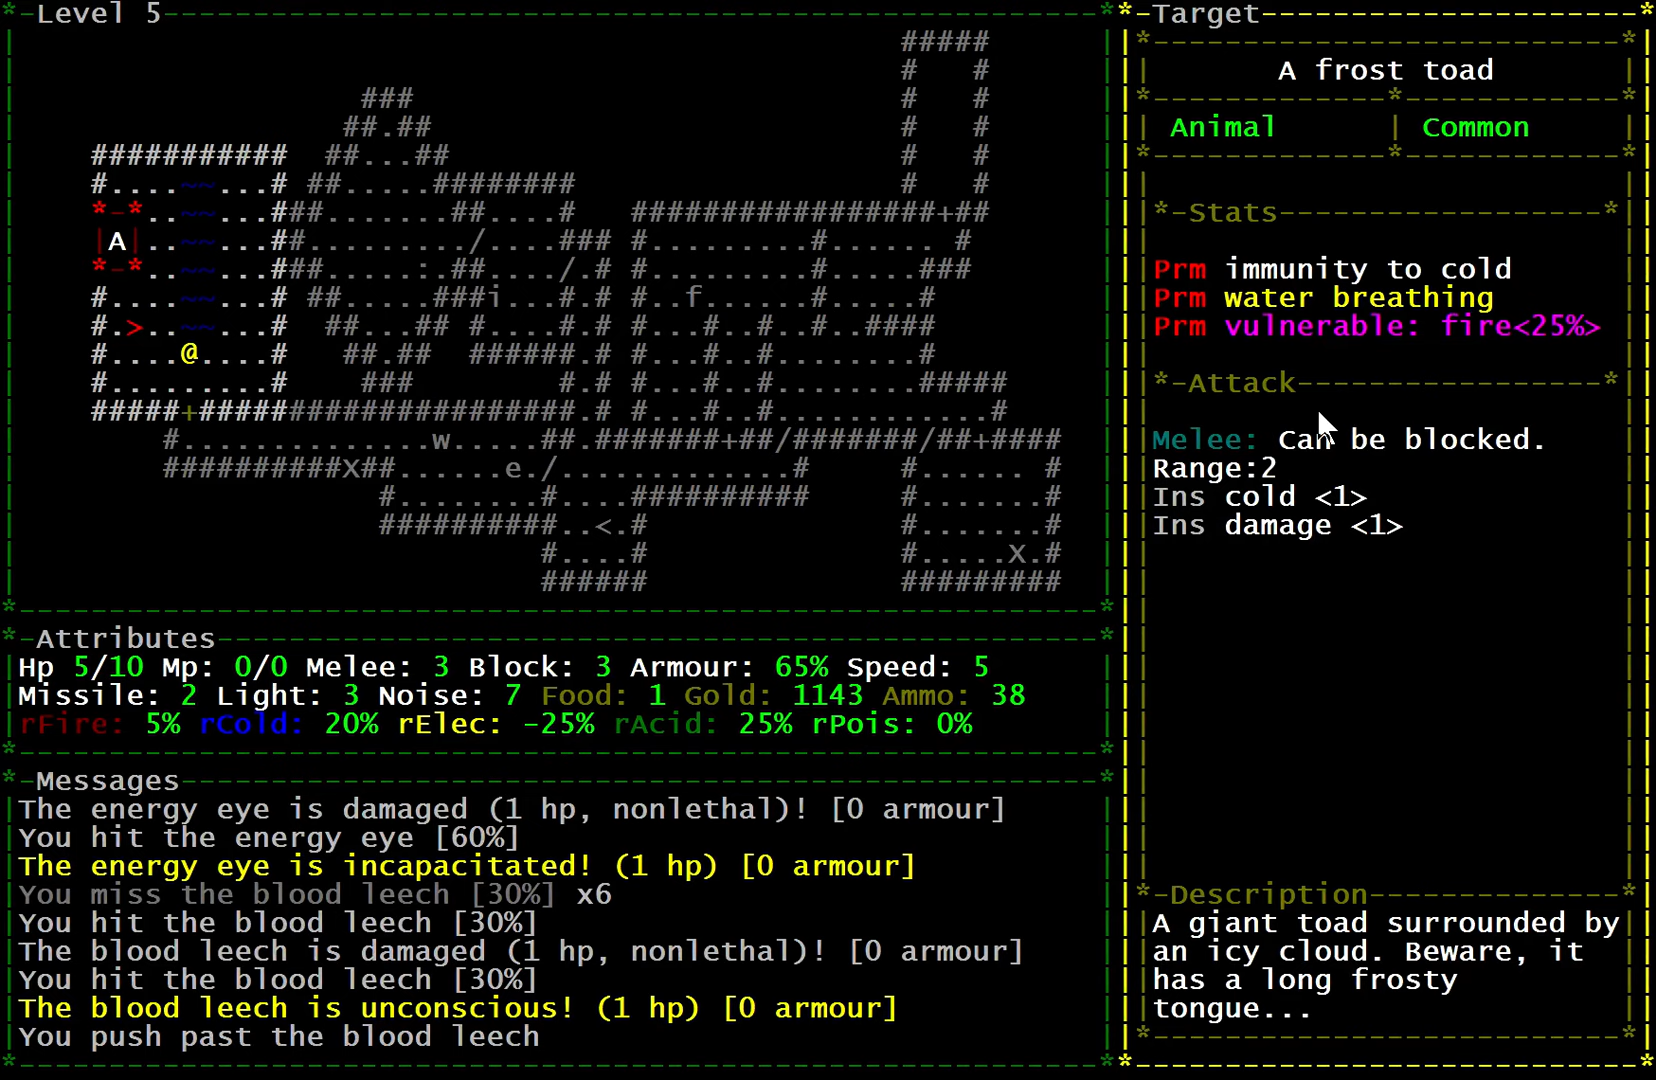 Level 5
#####
#   #
###   #   #
##.##   #   #
###########  ##...##   #   #
#....~~...# ##.....########   #   #
*-*..~~...###.......##....#   #################+##
|A|..~~...##........./....### #.........#...... #
*-*..~~...###.....:.##..../.# #.........#.....###
#....~~...# ##.....###i...#.# #..f......#.....#
#.>..~~...#  ##...## #....#.# #...#..#..#..####
#....@....#   ##.## ######.# #...#..#........#
#.........#    ###        #.# #...#..#........#####
#####+#####################.# #...#..#............#
#..............w.....##.#######+##/#######/##+####
##########x##......e./.............#     #...... #
#........#....##########     #.......#
##########..<.#     #.......#
#....#     #.....x.#
######     #########
Attributes
Hp 5/10 Mp: 0/0 Melee: 3 Block: 3 Armour: 65% Speed: 5
Missile: 2 Light: 3 Noise: 7 Food: 1 Gold: 1143 Ammo: 38
rFire: 5% rCold: 20% rElec: -25% rAcid: 25% rPois: 0%
Messages
The energy eye is damaged (1 hp, nonlethal)! [0 armour]
You hit the energy eye [60%]
The energy eye is incapacitated! (1 hp) [0 armour]
You miss the blood leech [30%] x6
You hit the blood leech [30%]
The blood leech is damaged (1 hp, nonlethal)! [0 armour]
You hit the blood leech [30%]
The blood leech is unconscious! (1 hp) [0 armour]
You push past the blood leech
Target
A frost toad
Animal | Common
Stats
Prm immunity to cold
Prm water breathing
Prm vulnerable: fire<25%>
Attack
Melee: Can be blocked.
Range:2
Ins cold <1>
Ins damage <1>
Description
A giant toad surrounded by
an icy cloud. Beware, it
has a long frosty
tongue...